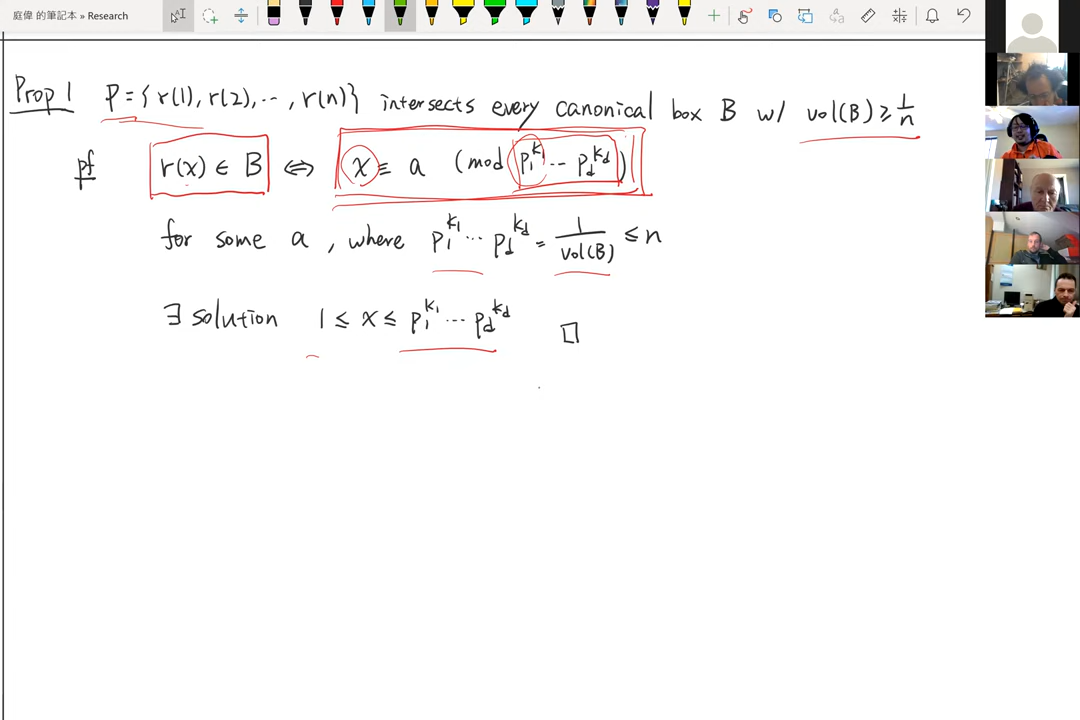 庭偉 的筆記本 » Research
Prop 1 P = {r(1), r(2), ⋯, r(n)} intersects every canonical box B w/ vol(B) ≥ 1/n
pf r(x) ∈ B ⇔ x ≡ a (mod p₁^k₁ ⋯ p_d^k_d)
for some a, where p₁^k₁ ⋯ p_d^k_d = 1/vol(B) ≤ n
∃ solution 1 ≤ x ≤ p₁^k₁ ⋯ p_d^k_d □